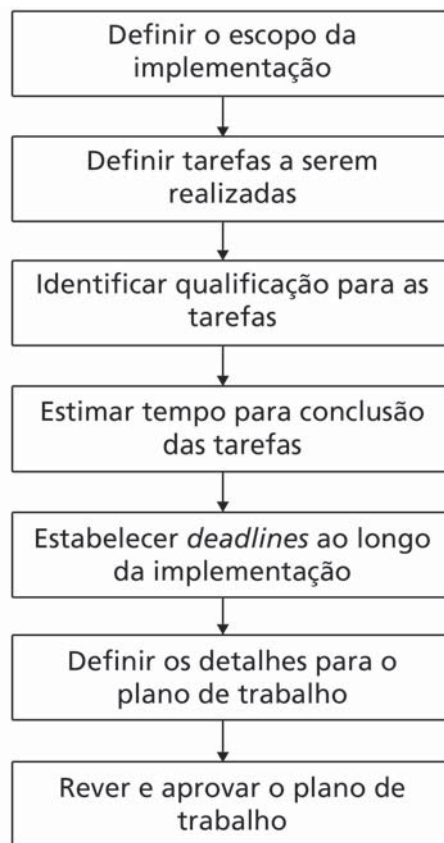 Definir o escopo da
implementação
Definir tarefas a serem
realizadas
Identificar qualificação para as
tarefas
Estimar tempo para conclusão
das tarefas
Estabelecer deadlines ao longo
da implementação
Definir os detalhes para o
plano de trabalho
Rever e aprovar o plano de
trabalho